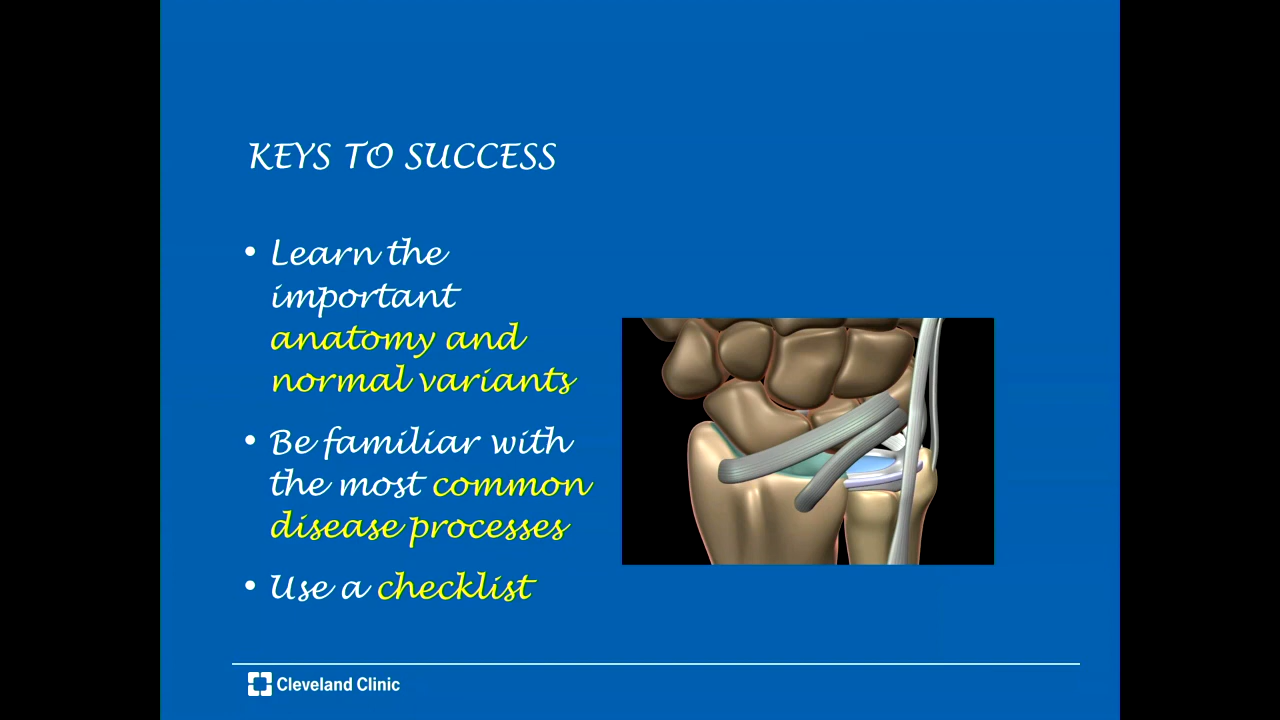 KEYS TO SUCCESS
• Learn the
important
anatomy and
normal variants
• Be familiar with
the most common
disease processes
• Use a checklist
Cleveland Clinic